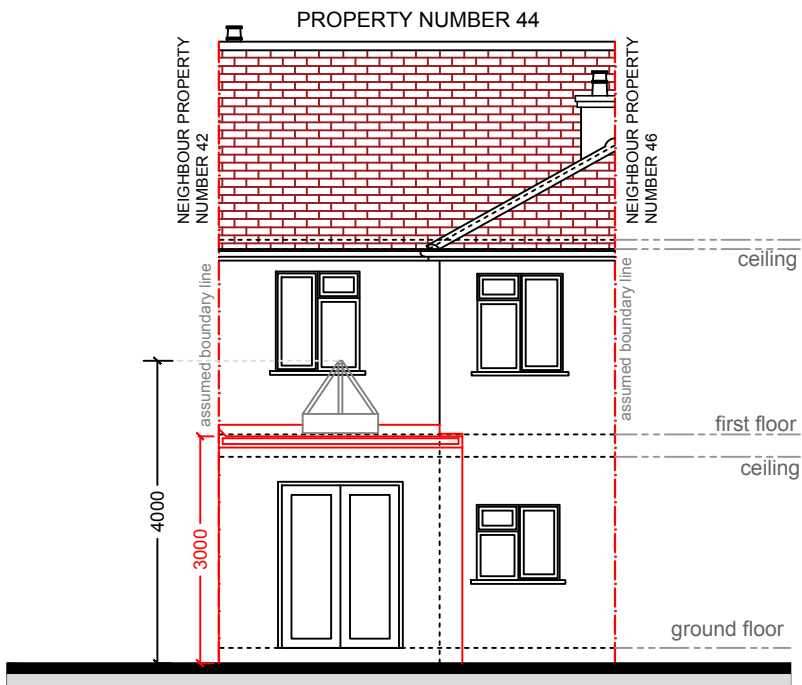 PROPERTY NUMBER 44
NEIGHBOUR PROPERTY
NUMBER 42
NEIGHBOUR PROPERTY
NUMBER 46
ceiling
assumed boundary line
assumed boundary line
first floor
ceiling
4000
3000
ground floor